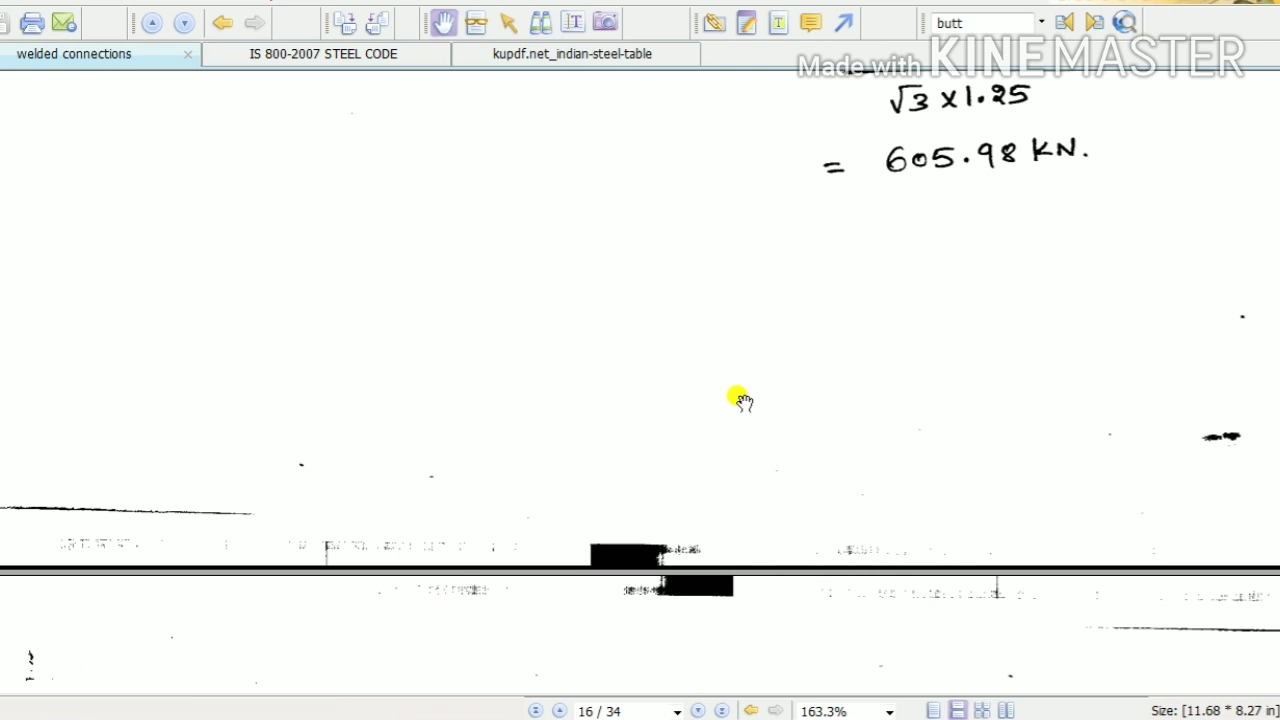 butt
welded connections
IS 800-2007 STEEL CODE
kupdf.net_indian-steel-table
Made with KINEMASTER
√3 × 1.25
= 605.98 KN.
16 / 34
163.3%
Size: [11.68 * 8.27 in]